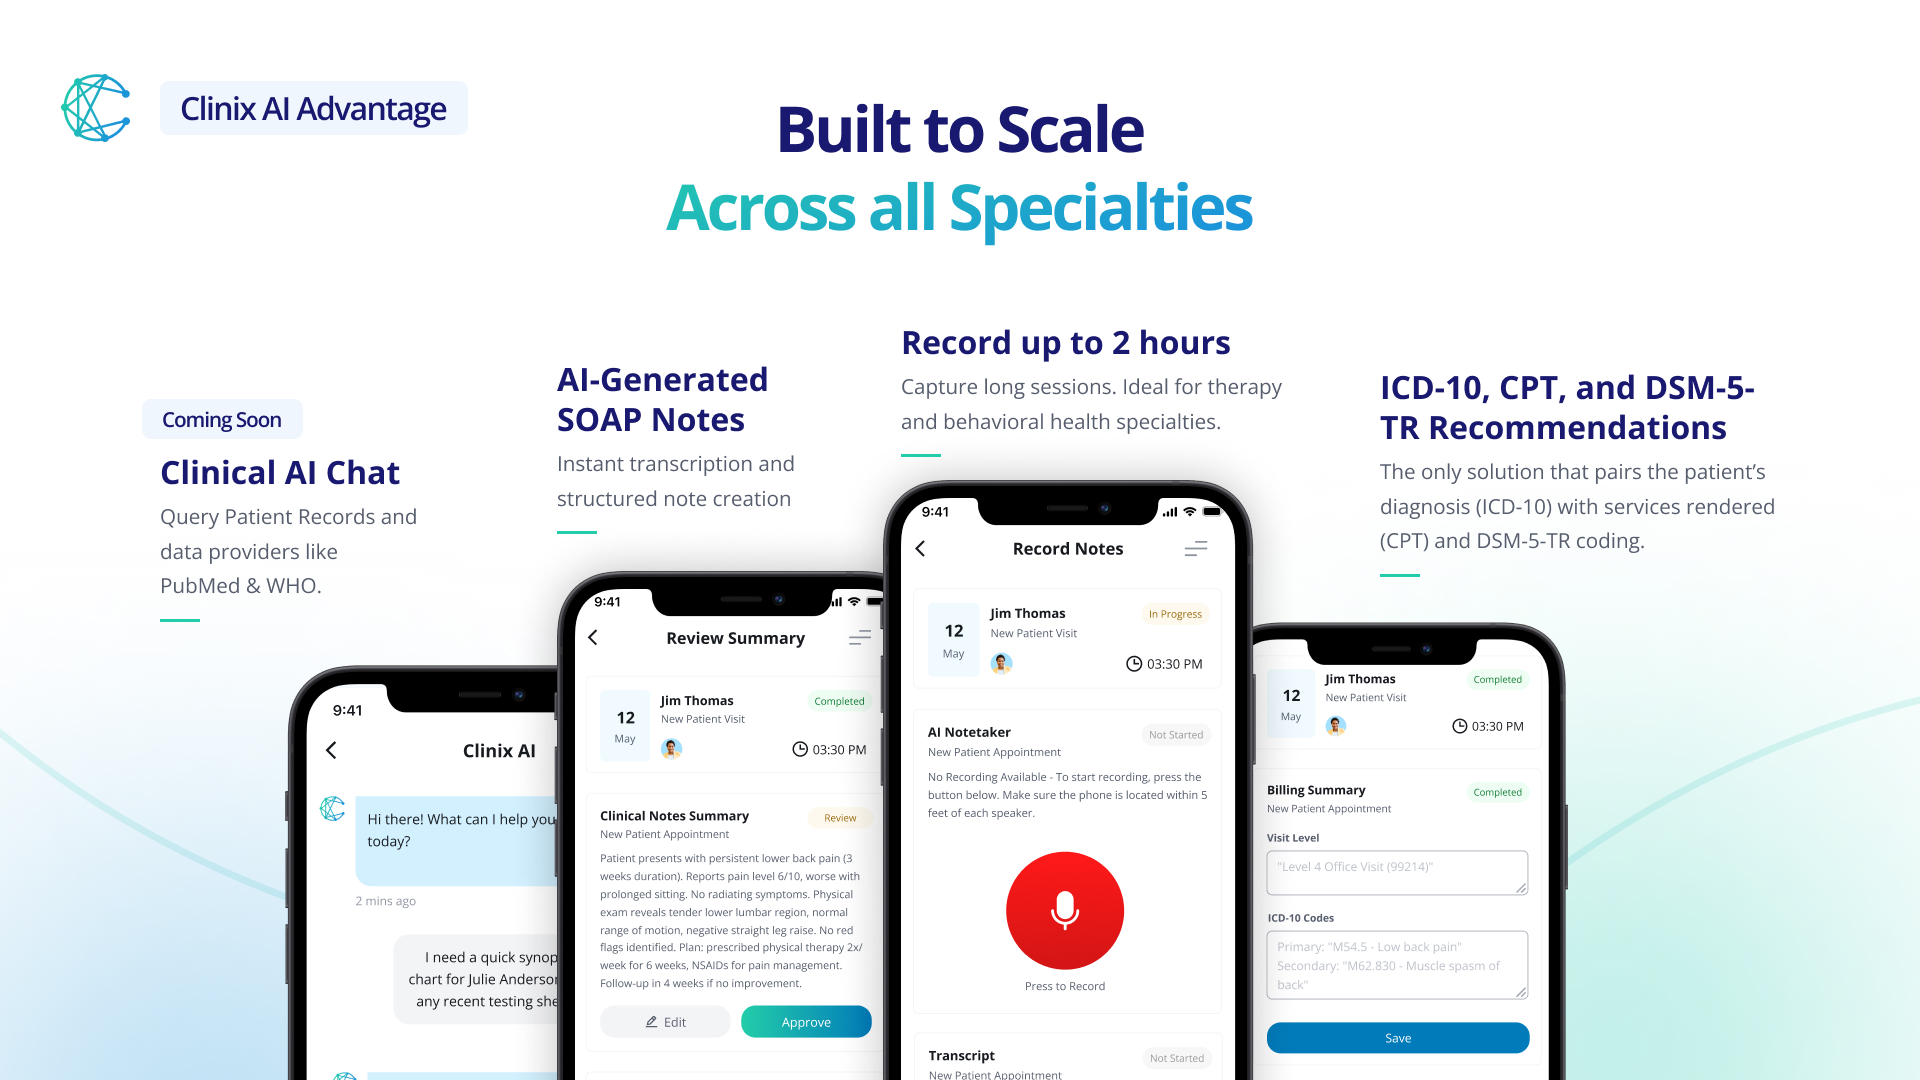 Clinix AI Advantage
Built to Scale
Across all Specialties
Coming Soon
Clinical AI Chat
Query Patient Records and
data providers like
PubMed & WHO.
AI-Generated
SOAP Notes
Instant transcription and
structured note creation
Record up to 2 hours
Capture long sessions. Ideal for therapy
and behavioral health specialties.
ICD-10, CPT, and DSM-5-
TR Recommendations
The only solution that pairs the patient’s
diagnosis (ICD-10) with services rendered
(CPT) and DSM-5-TR coding.
9:41
Clinix AI
Hi there! What can I help you
today?
2 mins ago
I need a quick synop
chart for Julie Anderson
any recent testing she
9:41
Review Summary
12
May
Jim Thomas
Completed
New Patient Visit
03:30 PM
Clinical Notes Summary
Review
New Patient Appointment
Patient presents with persistent lower back pain (3
weeks duration). Reports pain level 6/10, worse with
prolonged sitting. No radiating symptoms. Physical
exam reveals tender lower lumbar region, normal
range of motion, negative straight leg raise. No red
flags identified. Plan: prescribed physical therapy 2x/
week for 6 weeks, NSAIDs for pain management.
Follow-up in 4 weeks if no improvement.
Edit
Approve
9:41
Record Notes
12
May
Jim Thomas
In Progress
New Patient Visit
03:30 PM
AI Notetaker
Not Started
New Patient Appointment
No Recording Available - To start recording, press the
button below. Make sure the phone is located within 5
feet of each speaker.
Press to Record
Transcript
Not Started
New Patient Appointment
12
May
Jim Thomas
Completed
New Patient Visit
03:30 PM
Billing Summary
Completed
New Patient Appointment
Visit Level
"Level 4 Office Visit (99214)"
ICD-10 Codes
Primary: "M54.5 - Low back pain"
Secondary: "M62.830 - Muscle spasm of
back"
Save